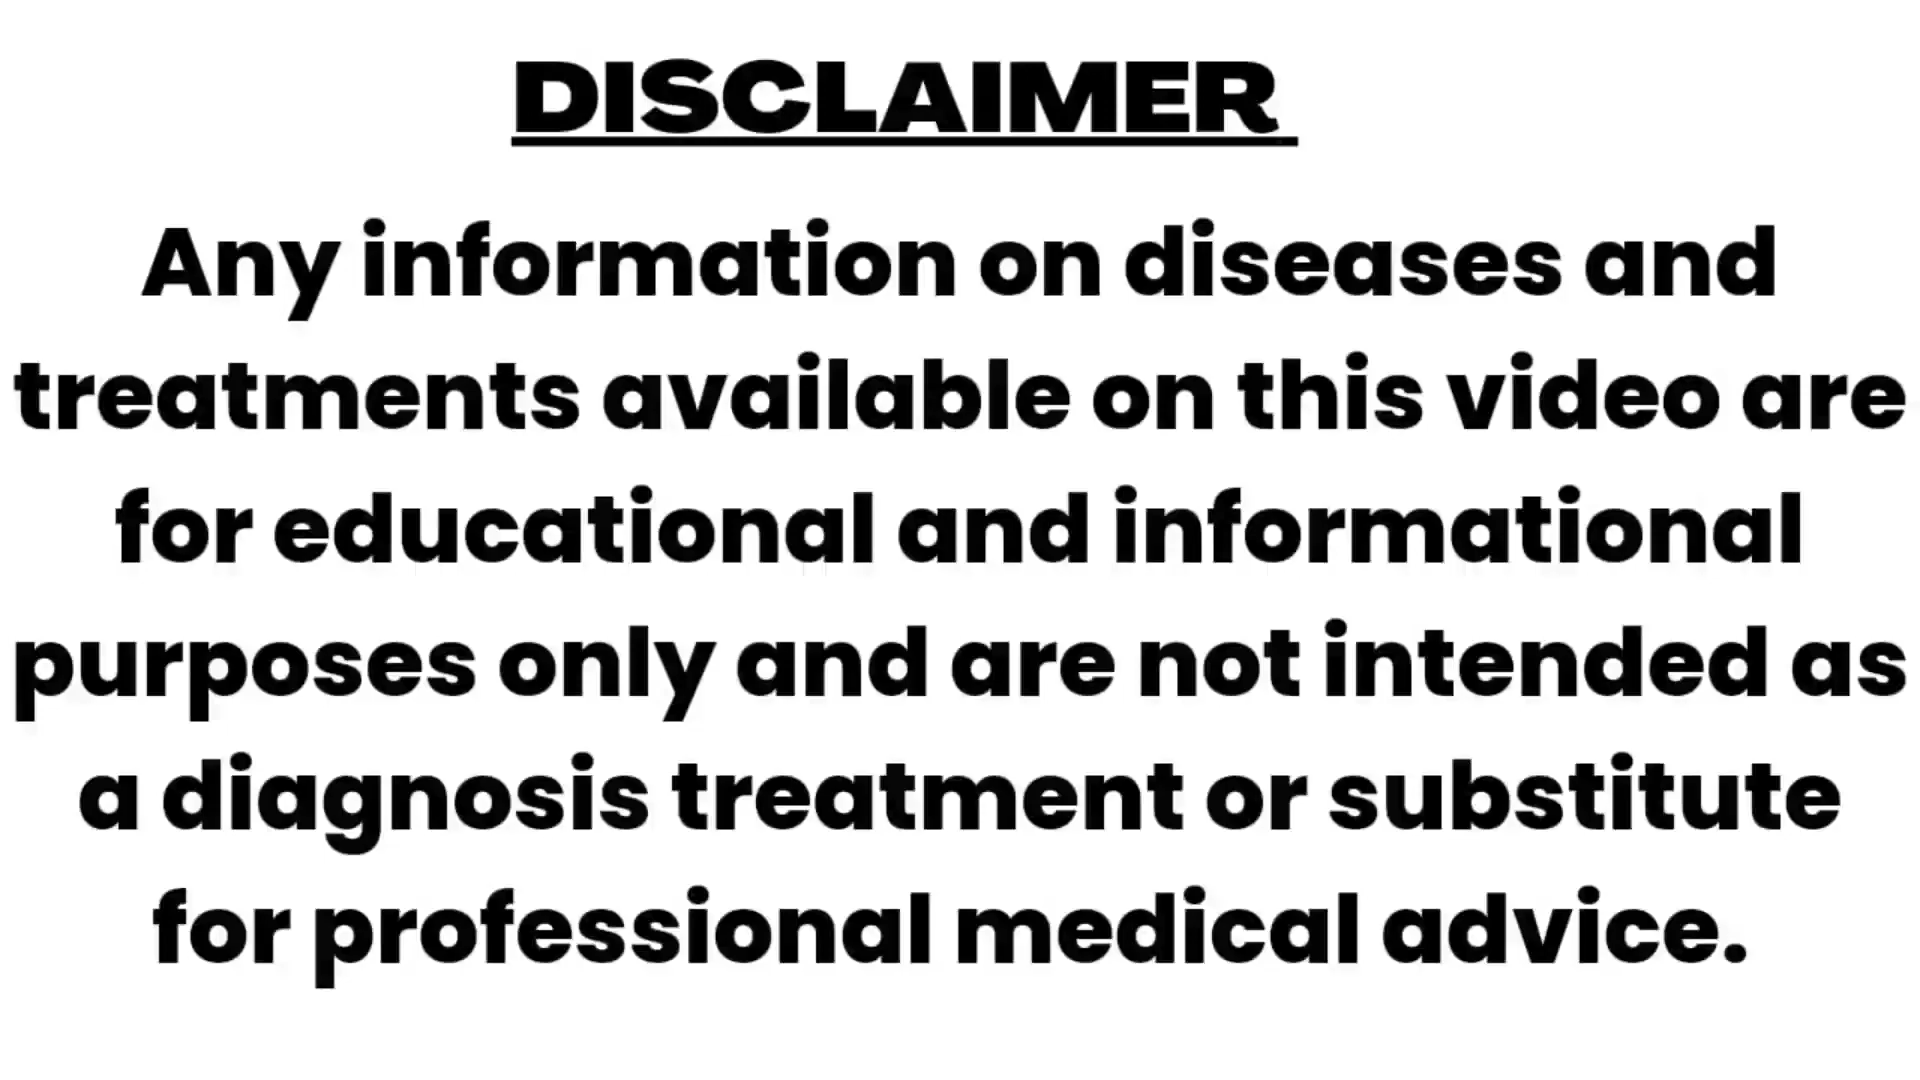 DISCLAIMER
Any information on diseases and
treatments available on this video are
for educational and informational
purposes only and are not intended as
a diagnosis treatment or substitute
for professional medical advice.